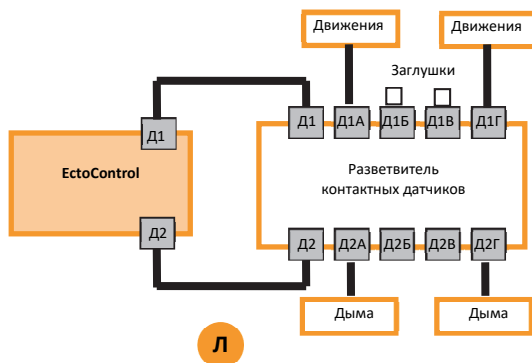 Движения
Движения
Заглушки
Д1
Д1
Д1А
Д1Б
Д1В
Д1Г
EctoControl
Разветвитель
контактных датчиков
Д2
Д2
Д2А
Д2Б
Д2В
Д2Г
Дыма
Дыма
Л